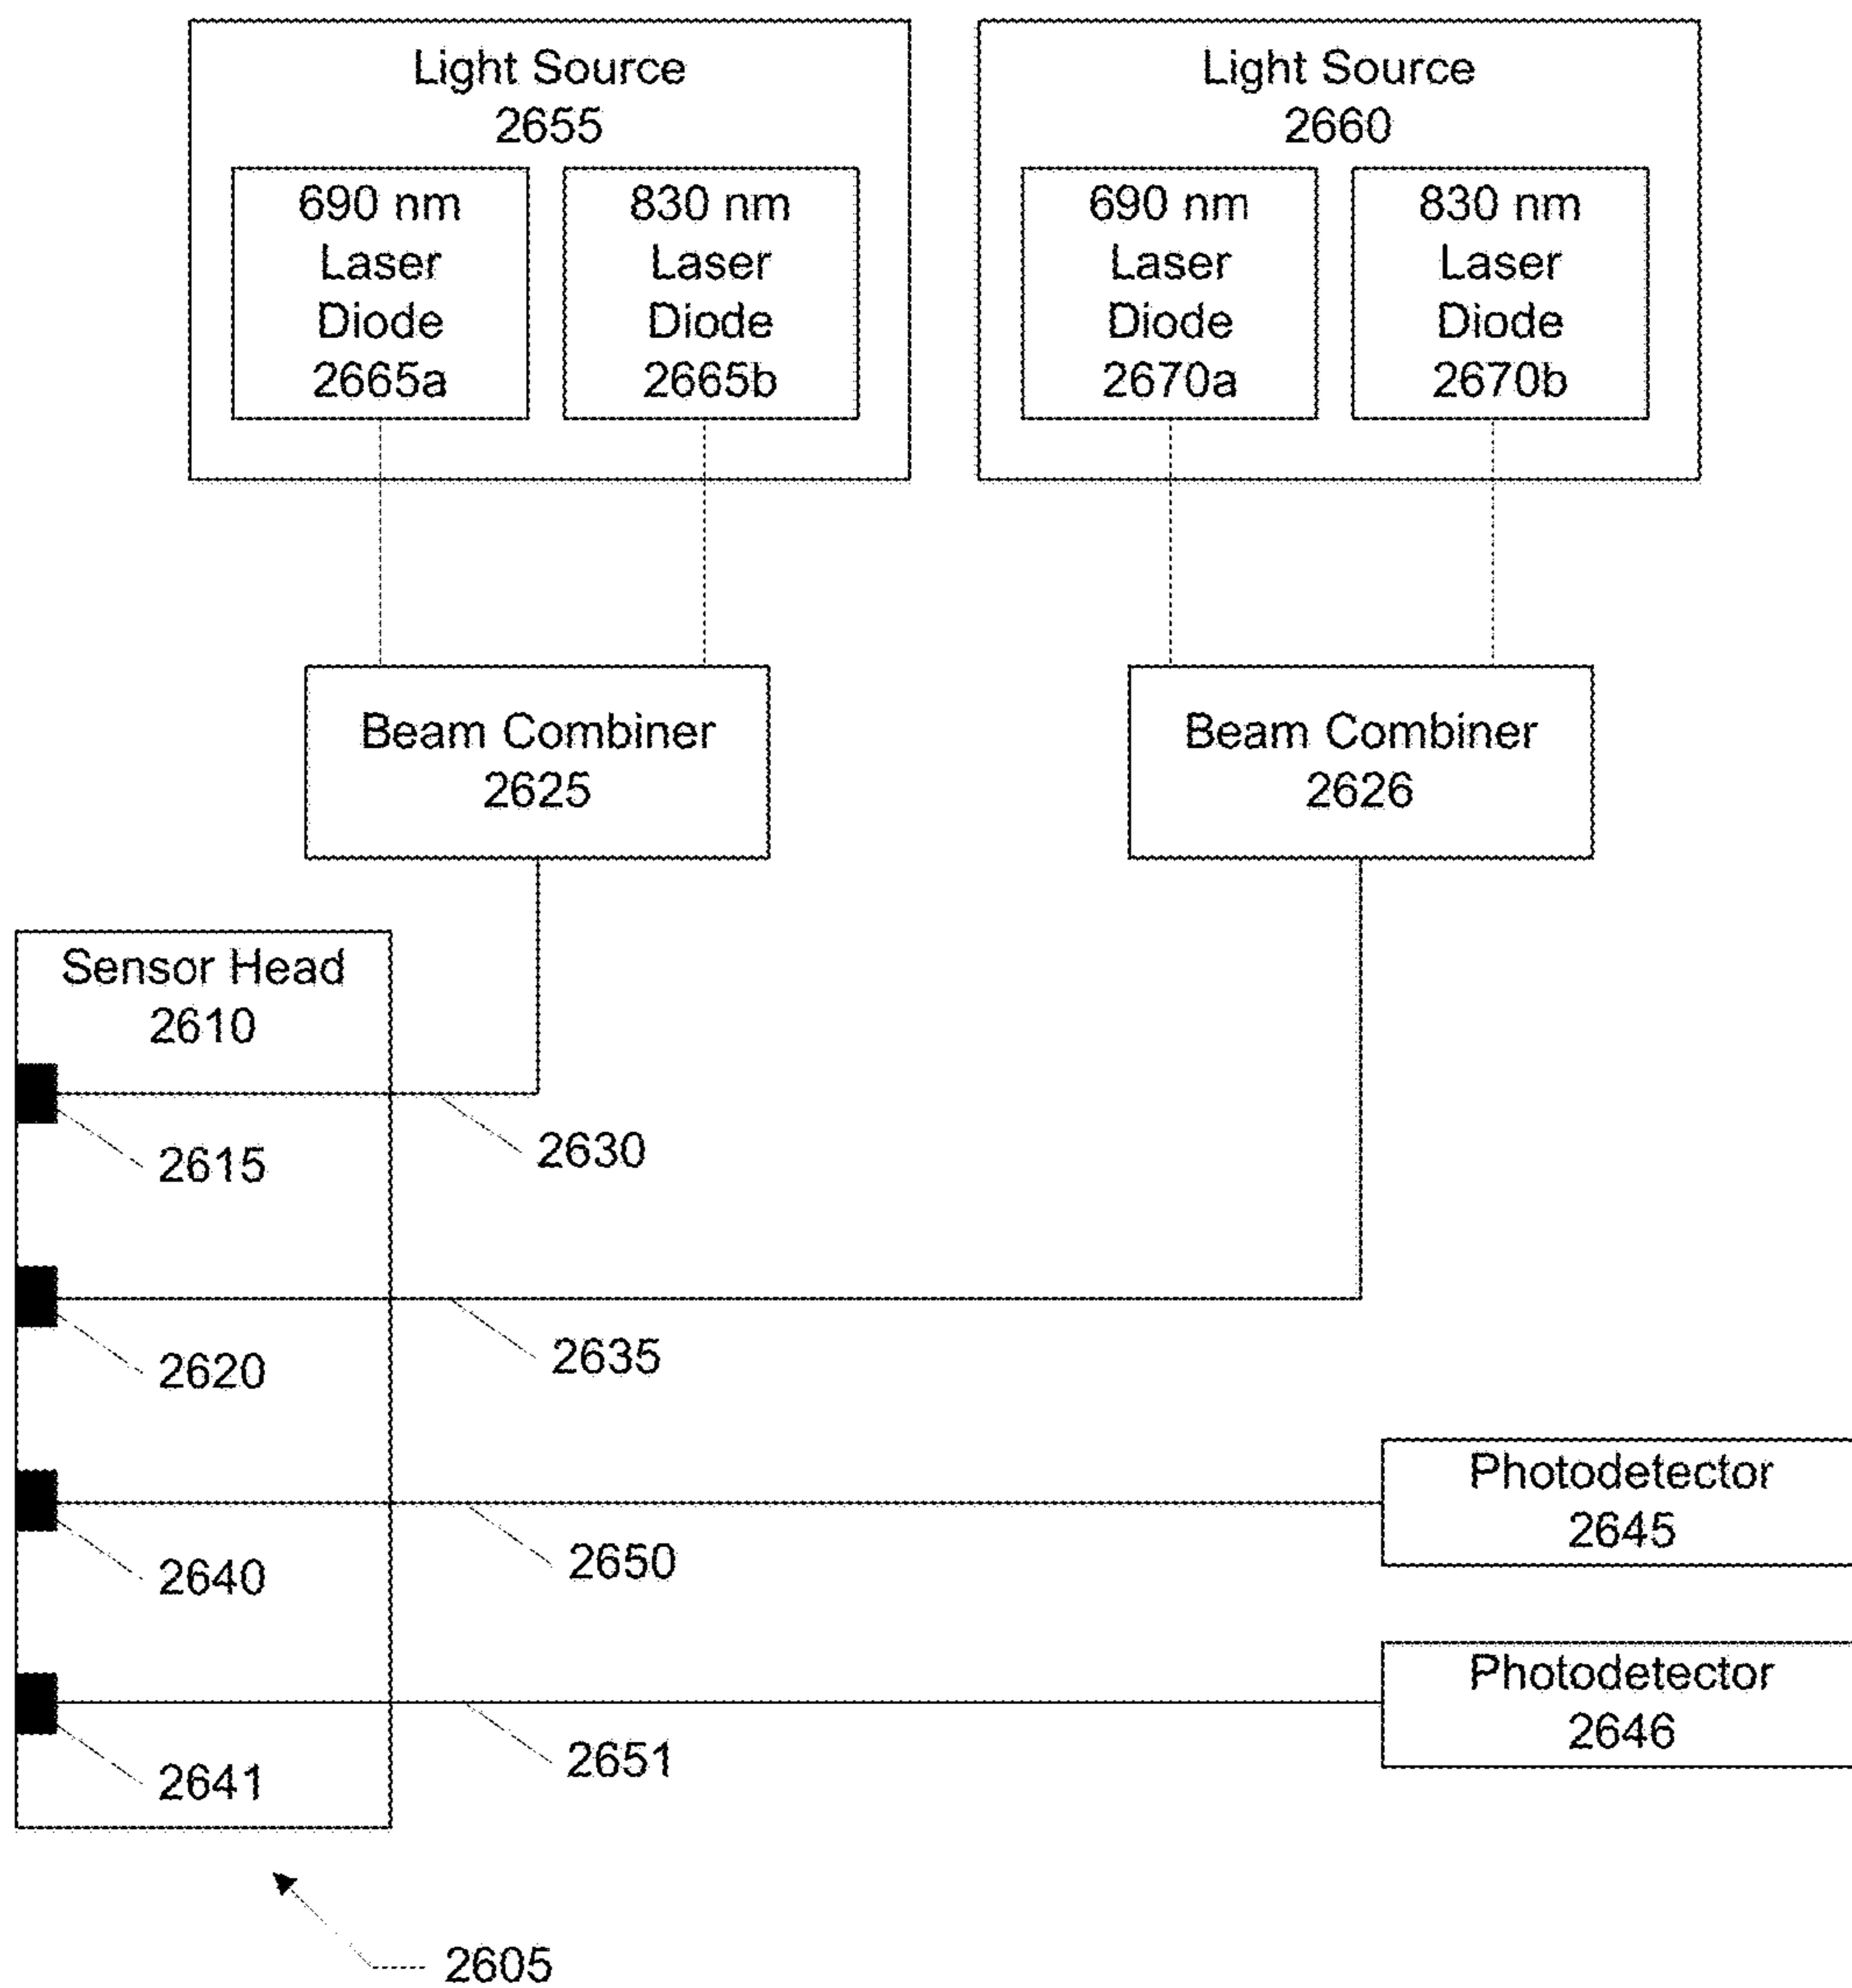 Light Source
2655
690 nm
Laser
Diode
2665a
830 nm
Laser
Diode
2665b
Light Source
2660
690 nm
Laser
Diode
2670a
830 nm
Laser
Diode
2670b
Beam Combiner
2625
Beam Combiner
2626
Sensor Head
2610
2615
2630
2620
2635
2640
2650
Photodetector
2645
2641
2651
Photodetector
2646
2605